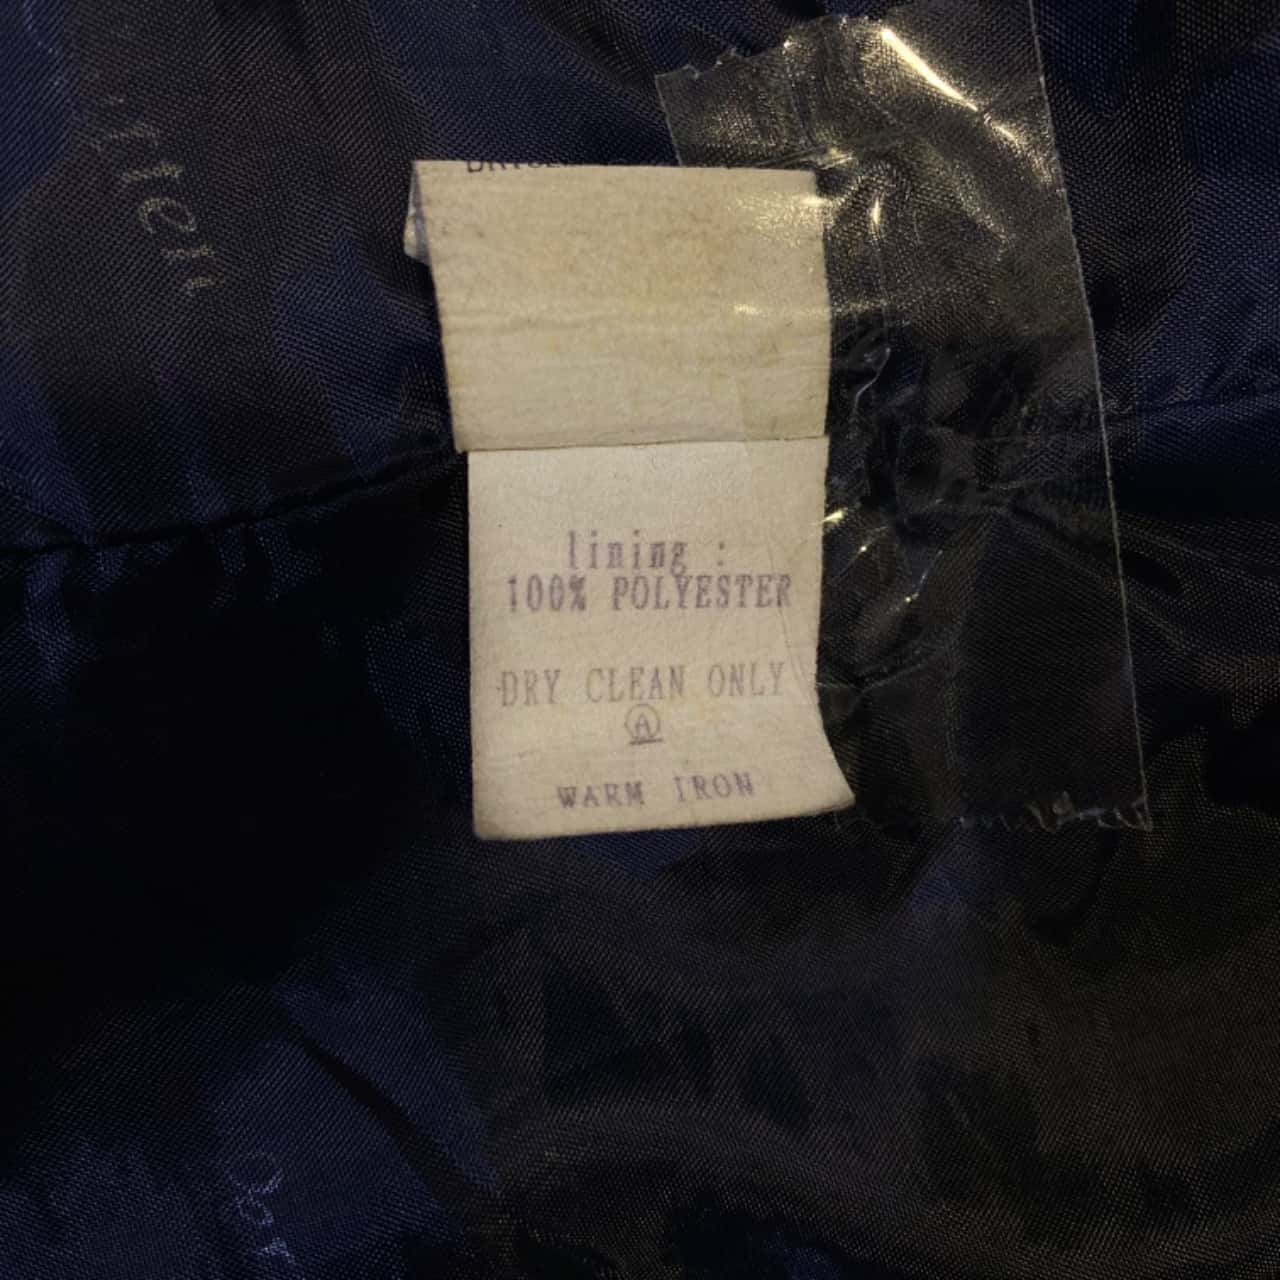 lining :
100% POLYESTER
DRY CLEAN ONLY
A
WARM IRON